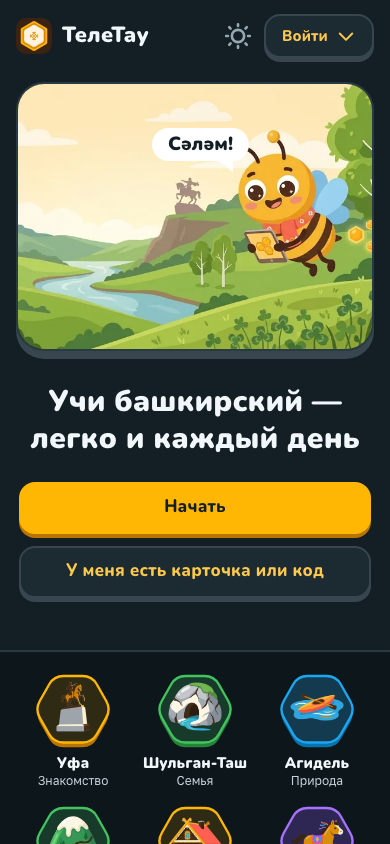 ТелеТау
Войти
Сәләм!
Учи башкирский —
легко и каждый день
Начать
У меня есть карточка или код
Уфа
Шульган-Таш
Агидель
Знакомство
Семья
Природа